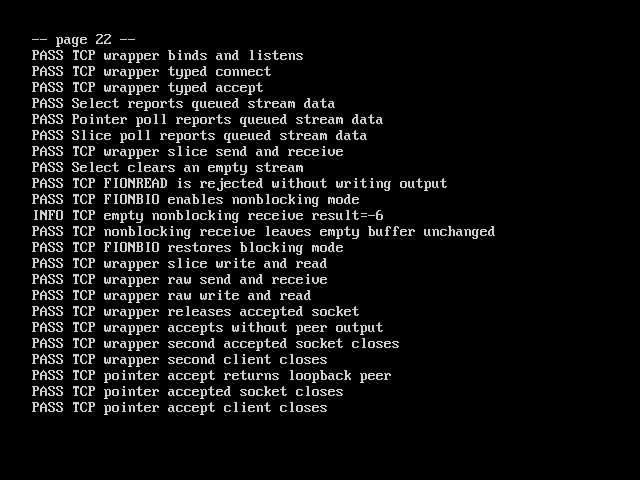 -- page 22 --
PASS TCP wrapper binds and listens
PASS TCP wrapper typed connect
PASS TCP wrapper typed accept
PASS Select reports queued stream data
PASS Pointer poll reports queued stream data
PASS Slice poll reports queued stream data
PASS TCP wrapper slice send and receive
PASS Select clears an empty stream
PASS TCP FIONREAD is rejected without writing output
PASS TCP FIONBIO enables nonblocking mode
INFO TCP empty nonblocking receive result=-6
PASS TCP nonblocking receive leaves empty buffer unchanged
PASS TCP FIONBIO restores blocking mode
PASS TCP wrapper slice write and read
PASS TCP wrapper raw send and receive
PASS TCP wrapper raw write and read
PASS TCP wrapper releases accepted socket
PASS TCP wrapper accepts without peer output
PASS TCP wrapper second accepted socket closes
PASS TCP wrapper second client closes
PASS TCP pointer accept returns loopback peer
PASS TCP pointer accepted socket closes
PASS TCP pointer accept client closes